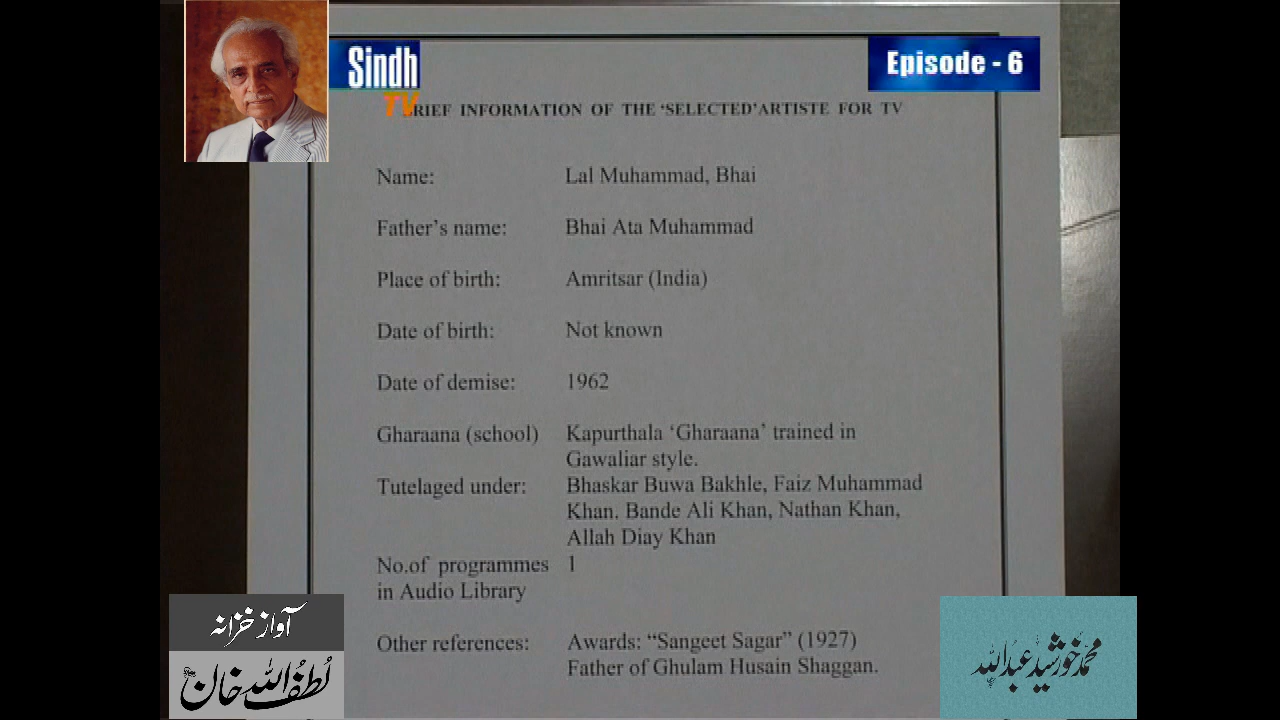 Sindh
TV
Episode - 6
BRIEF INFORMATION OF THE ‘SELECTED’ ARTISTE FOR TV
Name: Lal Muhammad, Bhai
Father’s name: Bhai Ata Muhammad
Place of birth: Amritsar (India)
Date of birth: Not known
Date of demise: 1962
Gharaana (school) Kapurthala ‘Gharaana’ trained in
Gawaliar style.
Tutelaged under: Bhaskar Buwa Bakhle, Faiz Muhammad
Khan. Bande Ali Khan, Nathan Khan,
Allah Diay Khan
No.of programmes 1
in Audio Library
Other references: Awards: “Sangeet Sagar” (1927)
Father of Ghulam Husain Shaggan.
آواز خزانہ
لُطفُ اللہ خان
محمد خورشید عبداللہ